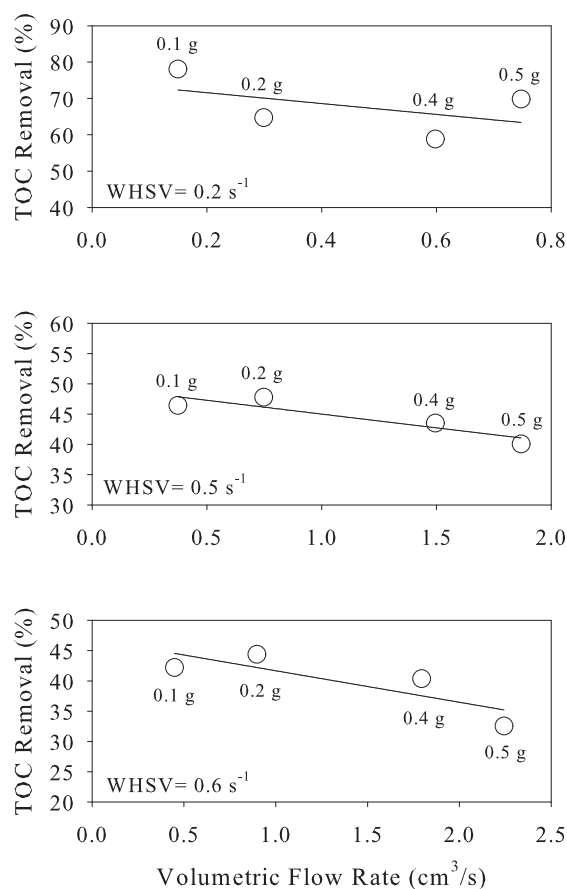 90
80
70
60
50
40
TOC Removal (%)
0.1 g
0.2 g
0.4 g
0.5 g
WHSV= 0.2 s⁻¹
0.0 0.2 0.4 0.6 0.8
60
55
50
45
40
35
30
TOC Removal (%)
0.1 g
0.2 g
0.4 g
0.5 g
WHSV= 0.5 s⁻¹
0.0 0.5 1.0 1.5 2.0
50
45
40
35
30
25
20
TOC Removal (%)
0.1 g
0.2 g
0.4 g
0.5 g
WHSV= 0.6 s⁻¹
0.0 0.5 1.0 1.5 2.0 2.5
Volumetric Flow Rate (cm³/s)